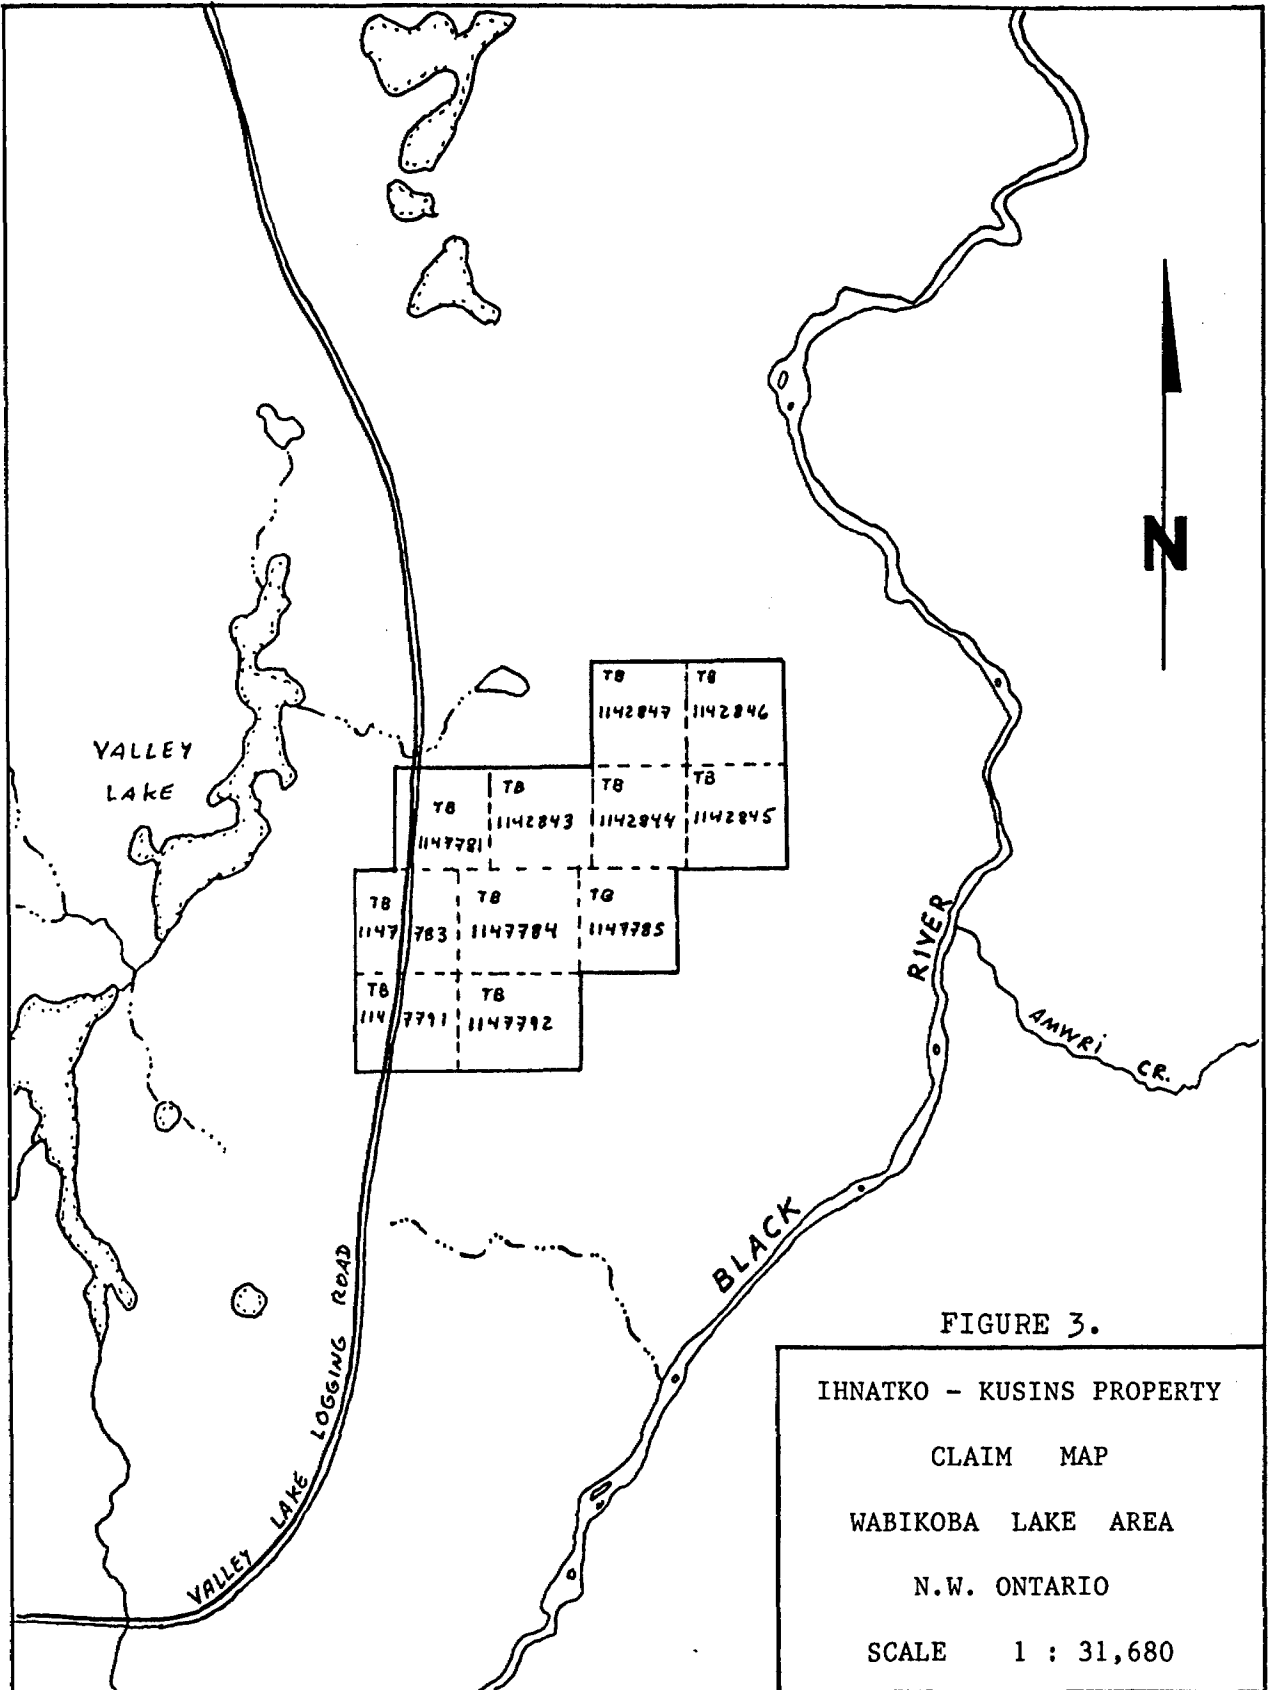 N
VALLEY
LAKE
TB
1142847
TB
1142846
TB
1147781
TB
1142843
TB
1142844
TB
1142845
TB
1147783
TB
1147784
TB
1147785
TB
1147791
TB
1147792
BLACK RIVER
AMWRI CR.
VALLEY LAKE LOGGING ROAD
FIGURE 3.
IHNATKO - KUSINS PROPERTY
CLAIM MAP
WABIKOBA LAKE AREA
N.W. ONTARIO
SCALE 1 : 31,680